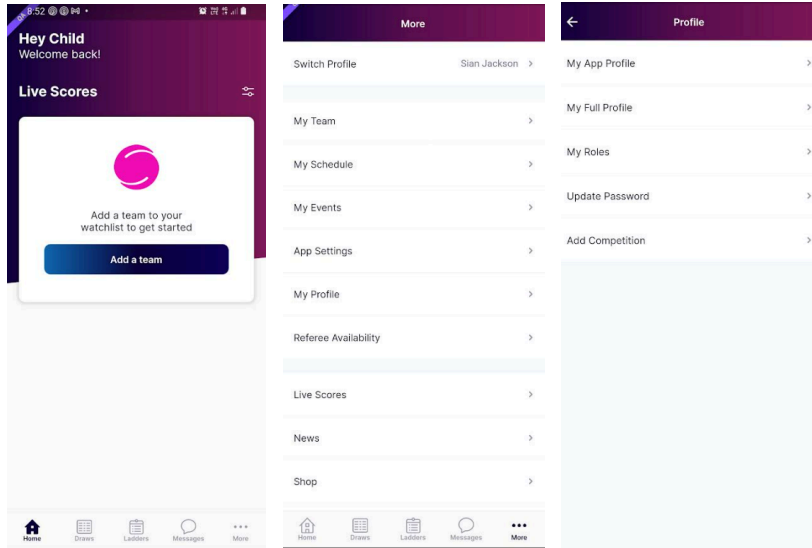 QA
8:52
Hey Child
Welcome back!
Live Scores
Add a team to your
watchlist to get started
Add a team
Home
Draws
Ladders
Messages
More
More
Switch Profile
Sian Jackson
My Team
My Schedule
My Events
App Settings
My Profile
Referee Availability
Live Scores
News
Shop
Home
Draws
Ladders
Messages
More
Profile
My App Profile
My Full Profile
My Roles
Update Password
Add Competition